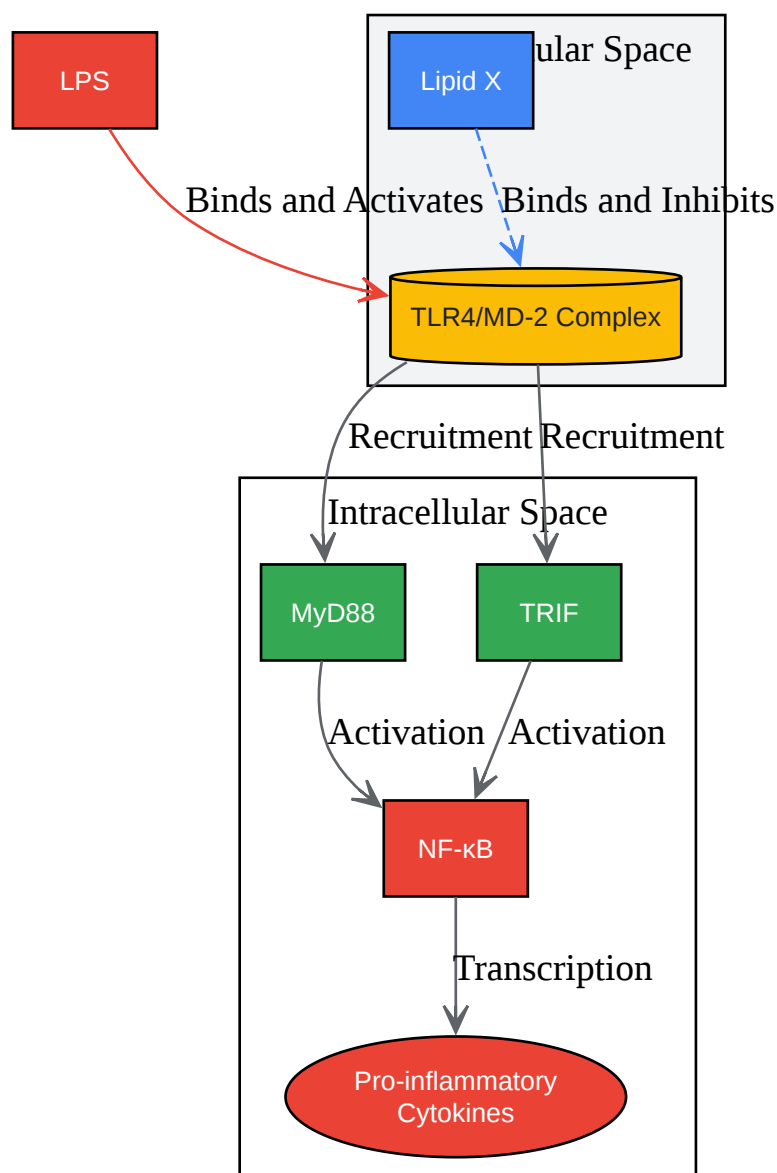 LPS
Lipid X
ular Space
Binds and Activates
Binds and Inhibits
TLR4/MD-2 Complex
Recruitment
Recruitment
Intracellular Space
MyD88
TRIF
Activation
Activation
NF-κB
Transcription
Pro-inflammatory
Cytokines